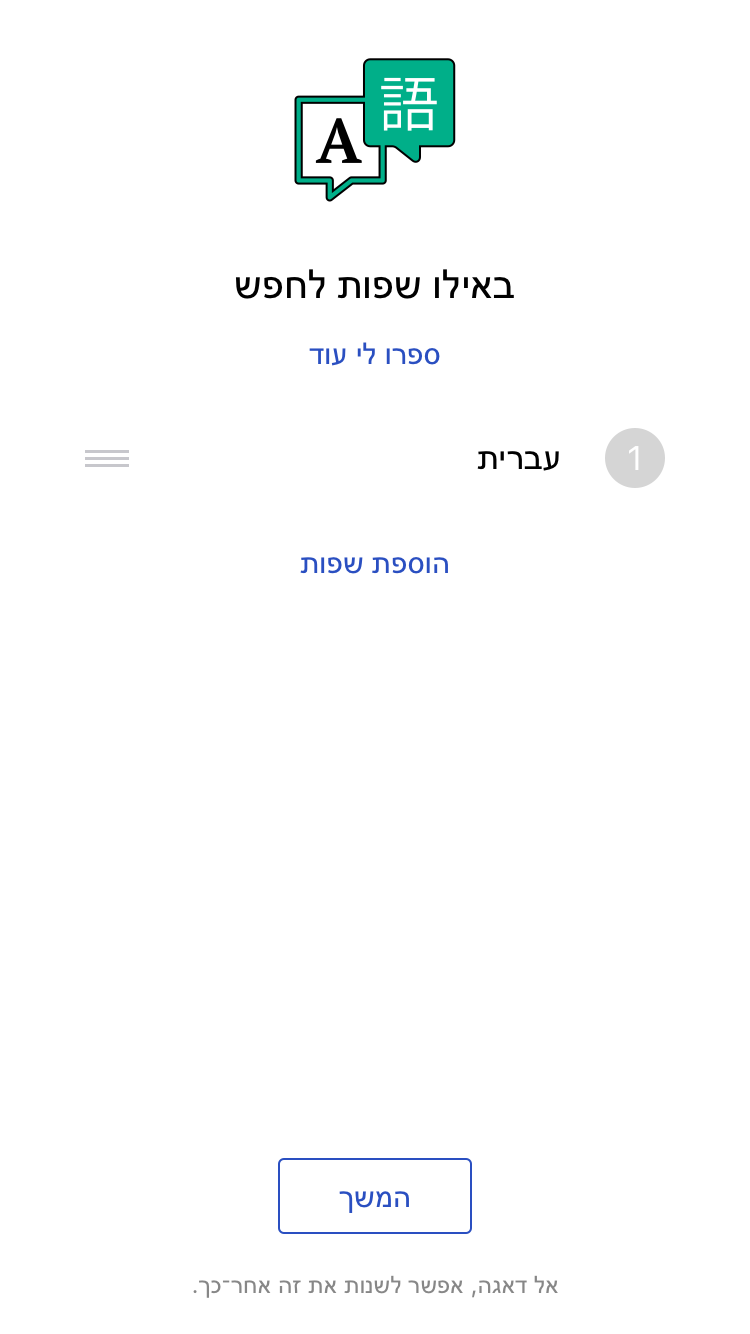 A 語
באילו שפות לחפש
ספרו לי עוד
1 עברית
הוספת שפות
המשך
אל דאגה, אפשר לשנות את זה אחר־כך.